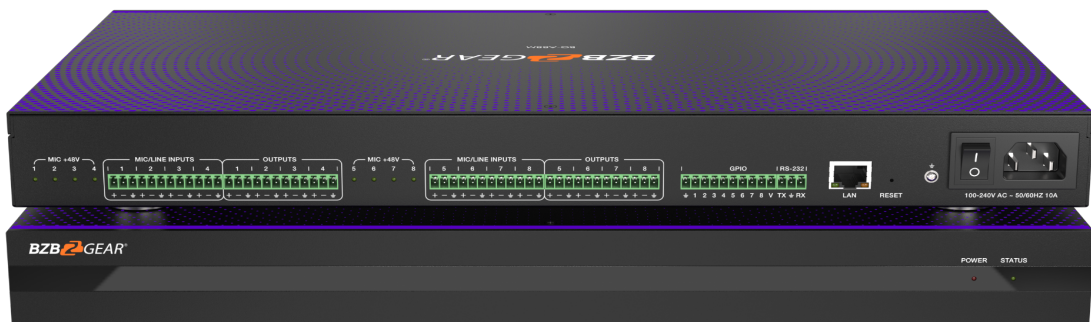 BZB GEAR®
BG-A88M
MIC +48V
1 2 3 4
MIC/LINE INPUTS
1 2 3 4
OUTPUTS
1 2 3 4
MIC +48V
5 6 7 8
MIC/LINE INPUTS
5 6 7 8
OUTPUTS
5 6 7 8
GPIO
1 2 3 4 5 6 7 8 V
RS-232
TX RX
LAN
RESET
I
O
100-240V AC ~ 50/60HZ 10A
BZB GEAR®
POWER STATUS